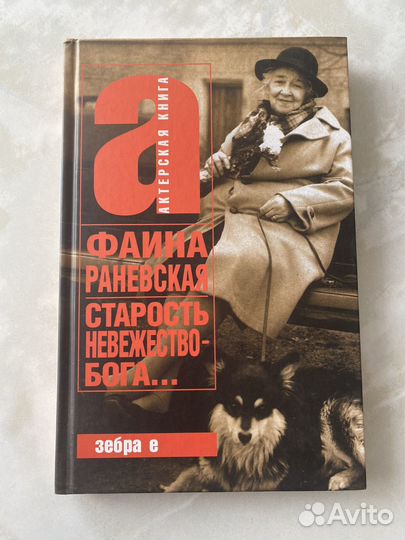 а
АКТЕРСКАЯ КНИГА
ФАИНА
РАНЕВСКАЯ
СТАРОСТЬ
НЕВЕЖЕСТВО-
БОГА...
зебра е
Avito